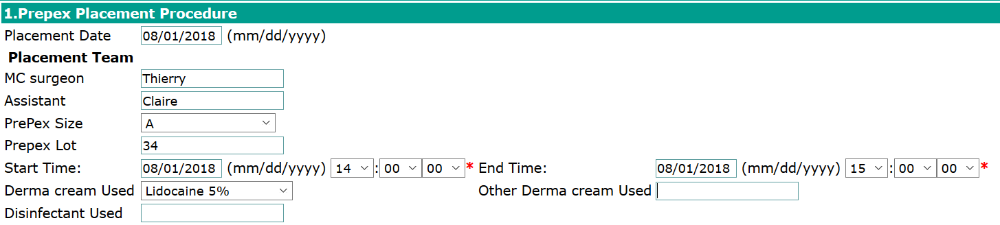 1.Prepex Placement Procedure
Placement Date 08/01/2018 (mm/dd/yyyy)
Placement Team
MC surgeon Thierry
Assistant Claire
PrePex Size A
Prepex Lot 34
Start Time: 08/01/2018 (mm/dd/yyyy) 14 : 00 00 * End Time: 08/01/2018 (mm/dd/yyyy) 15 : 00 00 *
Derma cream Used Lidocaine 5% Other Derma cream Used
Disinfectant Used